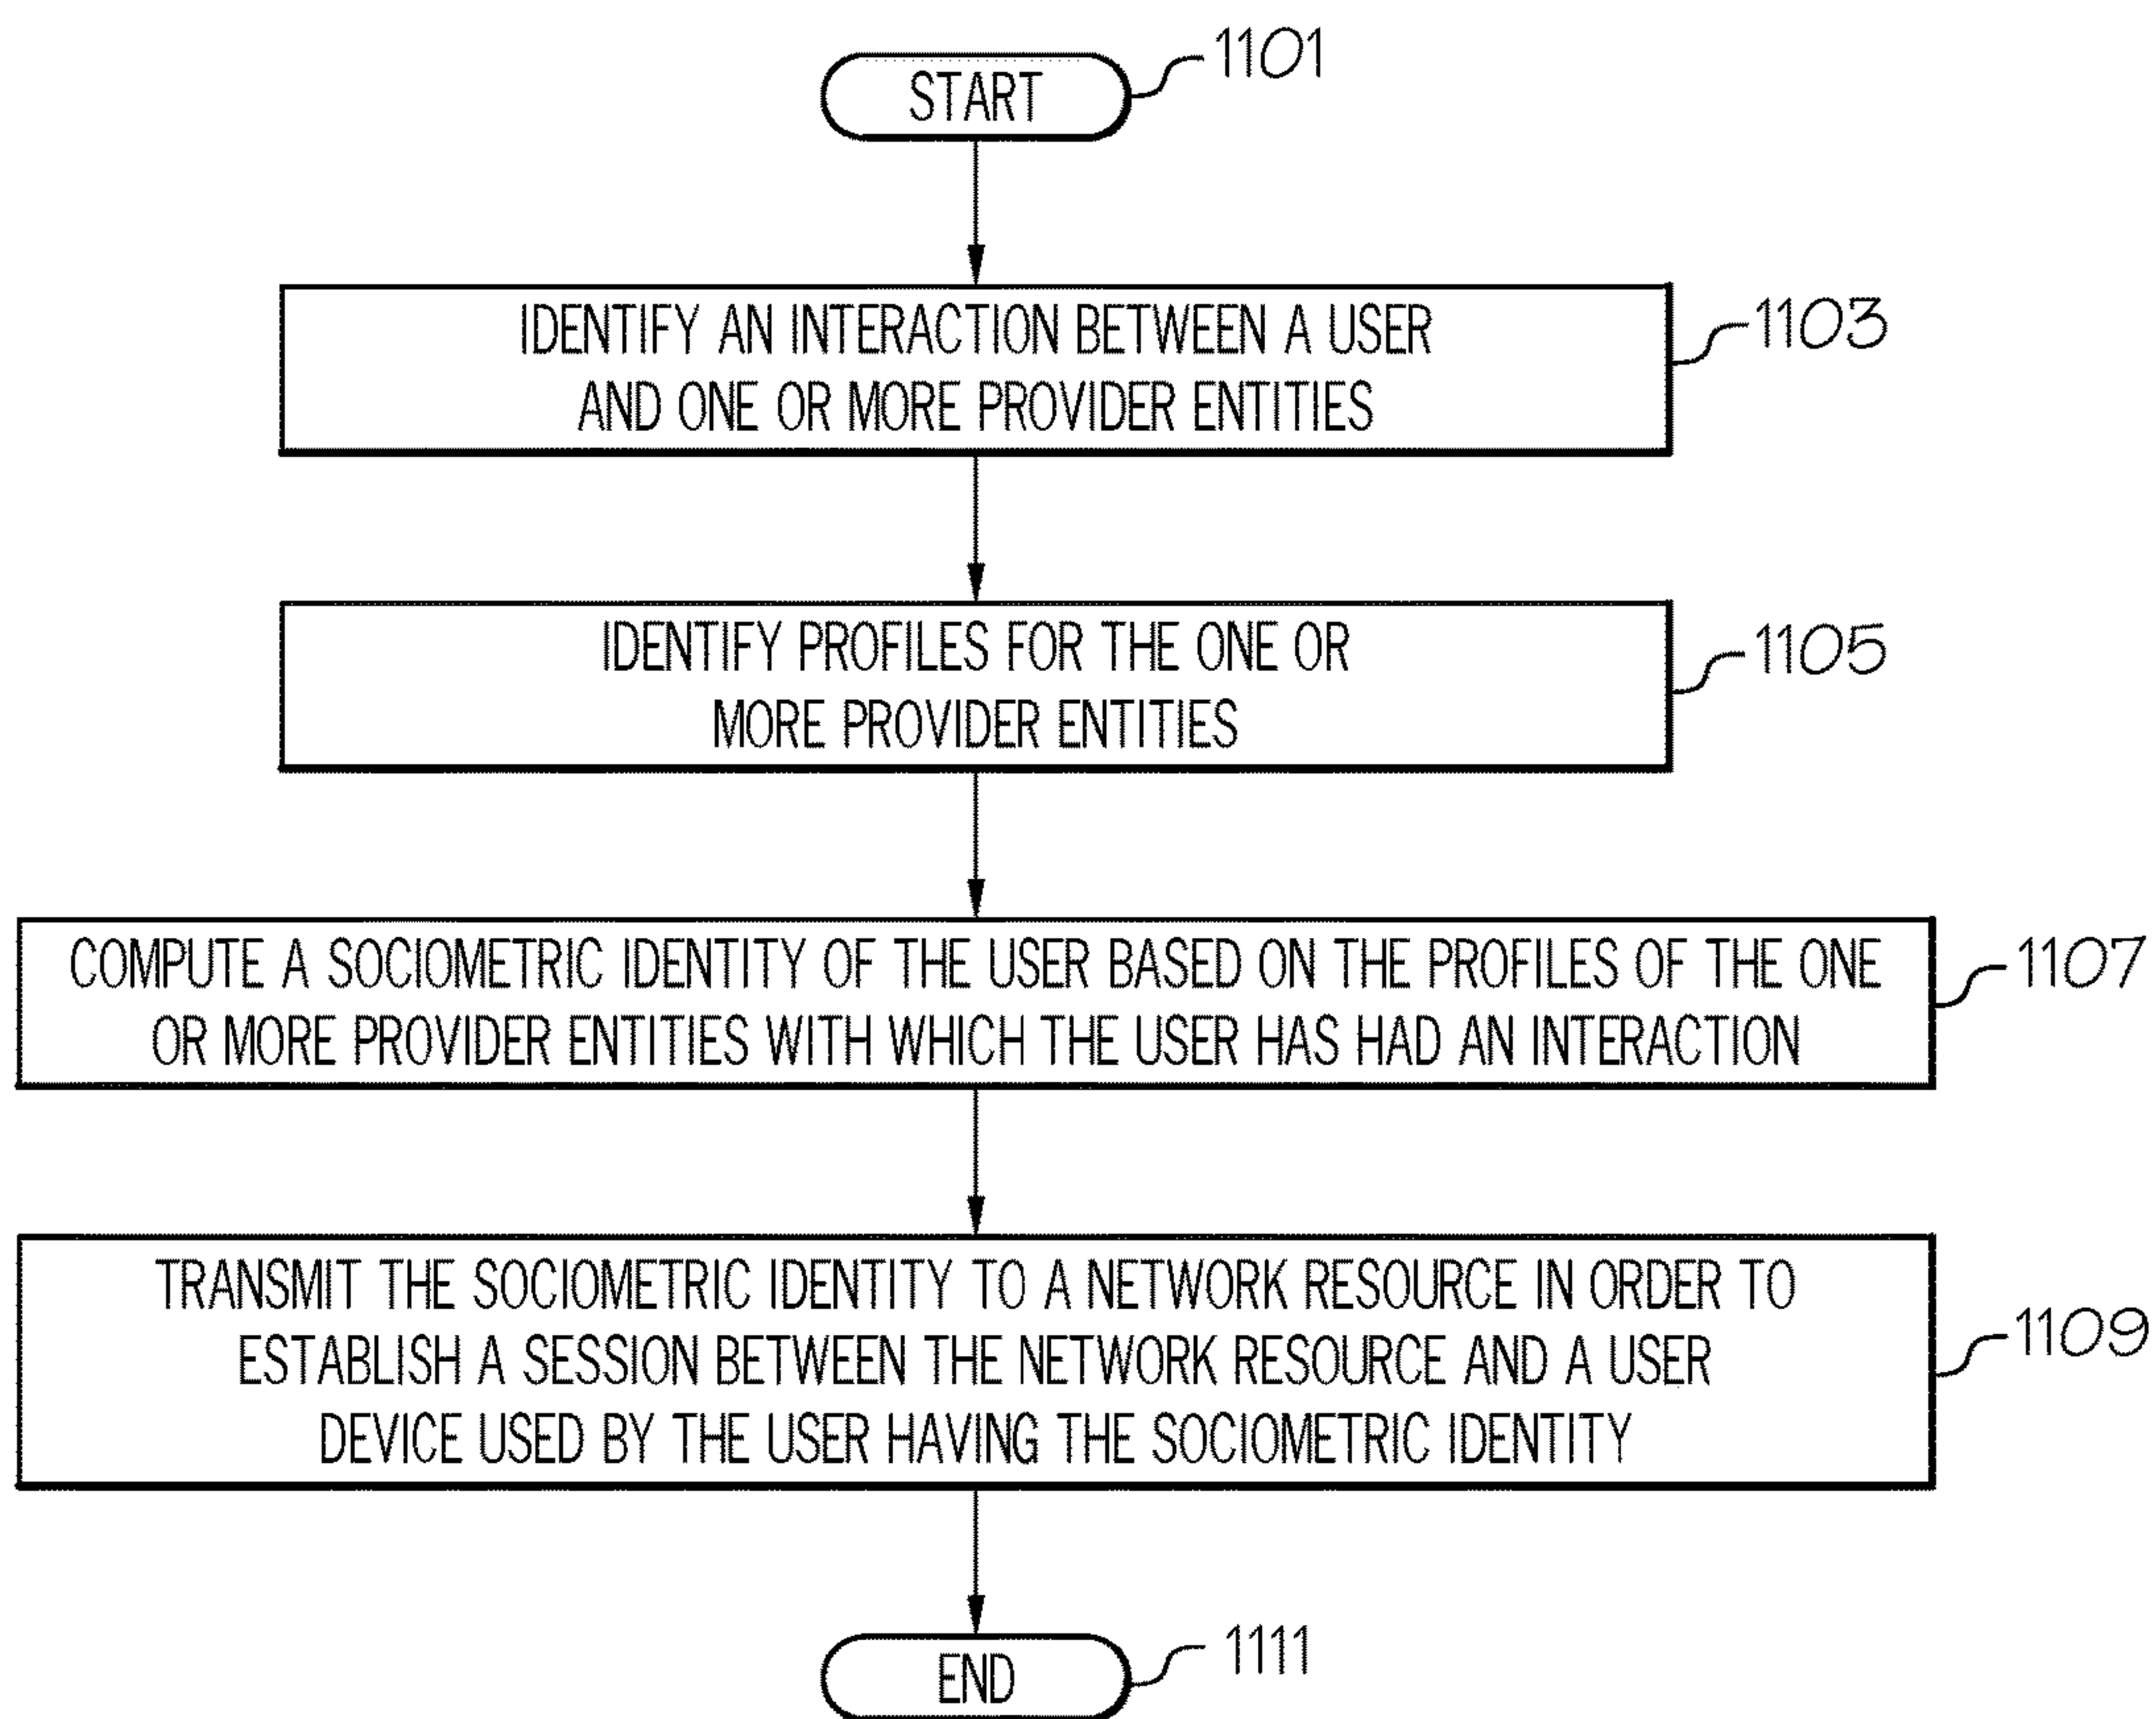 START
1101
IDENTIFY AN INTERACTION BETWEEN A USER
AND ONE OR MORE PROVIDER ENTITIES
1103
IDENTIFY PROFILES FOR THE ONE OR
MORE PROVIDER ENTITIES
1105
COMPUTE A SOCIOMETRIC IDENTITY OF THE USER BASED ON THE PROFILES OF THE ONE
OR MORE PROVIDER ENTITIES WITH WHICH THE USER HAS HAD AN INTERACTION
1107
TRANSMIT THE SOCIOMETRIC IDENTITY TO A NETWORK RESOURCE IN ORDER TO
ESTABLISH A SESSION BETWEEN THE NETWORK RESOURCE AND A USER
DEVICE USED BY THE USER HAVING THE SOCIOMETRIC IDENTITY
1109
END
1111